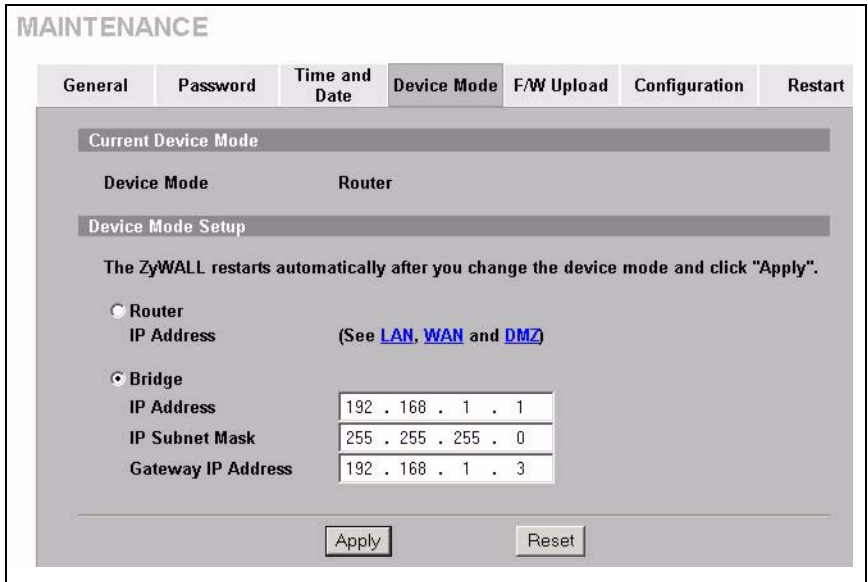 MAINTENANCE
General
Password
Time and
Date
Device Mode
F/W Upload
Configuration
Restart
Current Device Mode
Device Mode Router
Device Mode Setup
The ZyWALL restarts automatically after you change the device mode and click "Apply".
Router
IP Address (See LAN, WAN and DMZ)
Bridge
IP Address 192 . 168 . 1 . 1
IP Subnet Mask 255 . 255 . 255 . 0
Gateway IP Address 192 . 168 . 1 . 3
Apply Reset